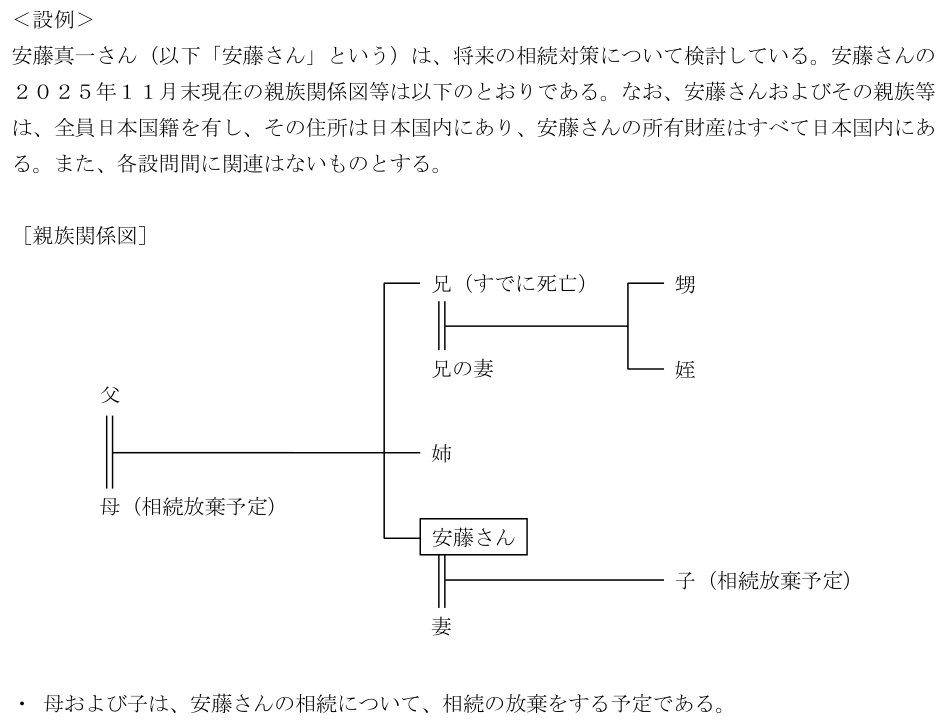 ＜設例＞
安藤真一さん（以下「安藤さん」という）は、将来の相続対策について検討している。安藤さんの
２０２５年１１月末現在の親族関係図等は以下のとおりである。なお、安藤さんおよびその親族等
は、全員日本国籍を有し、その住所は日本国内にあり、安藤さんの所有財産はすべて日本国内にあ
る。また、各設問間に関連はないものとする。
［親族関係図］
兄（すでに死亡）
甥
兄の妻
姪
父
姉
母（相続放棄予定）
安藤さん
子（相続放棄予定）
妻
・ 母および子は、安藤さんの相続について、相続の放棄をする予定である。